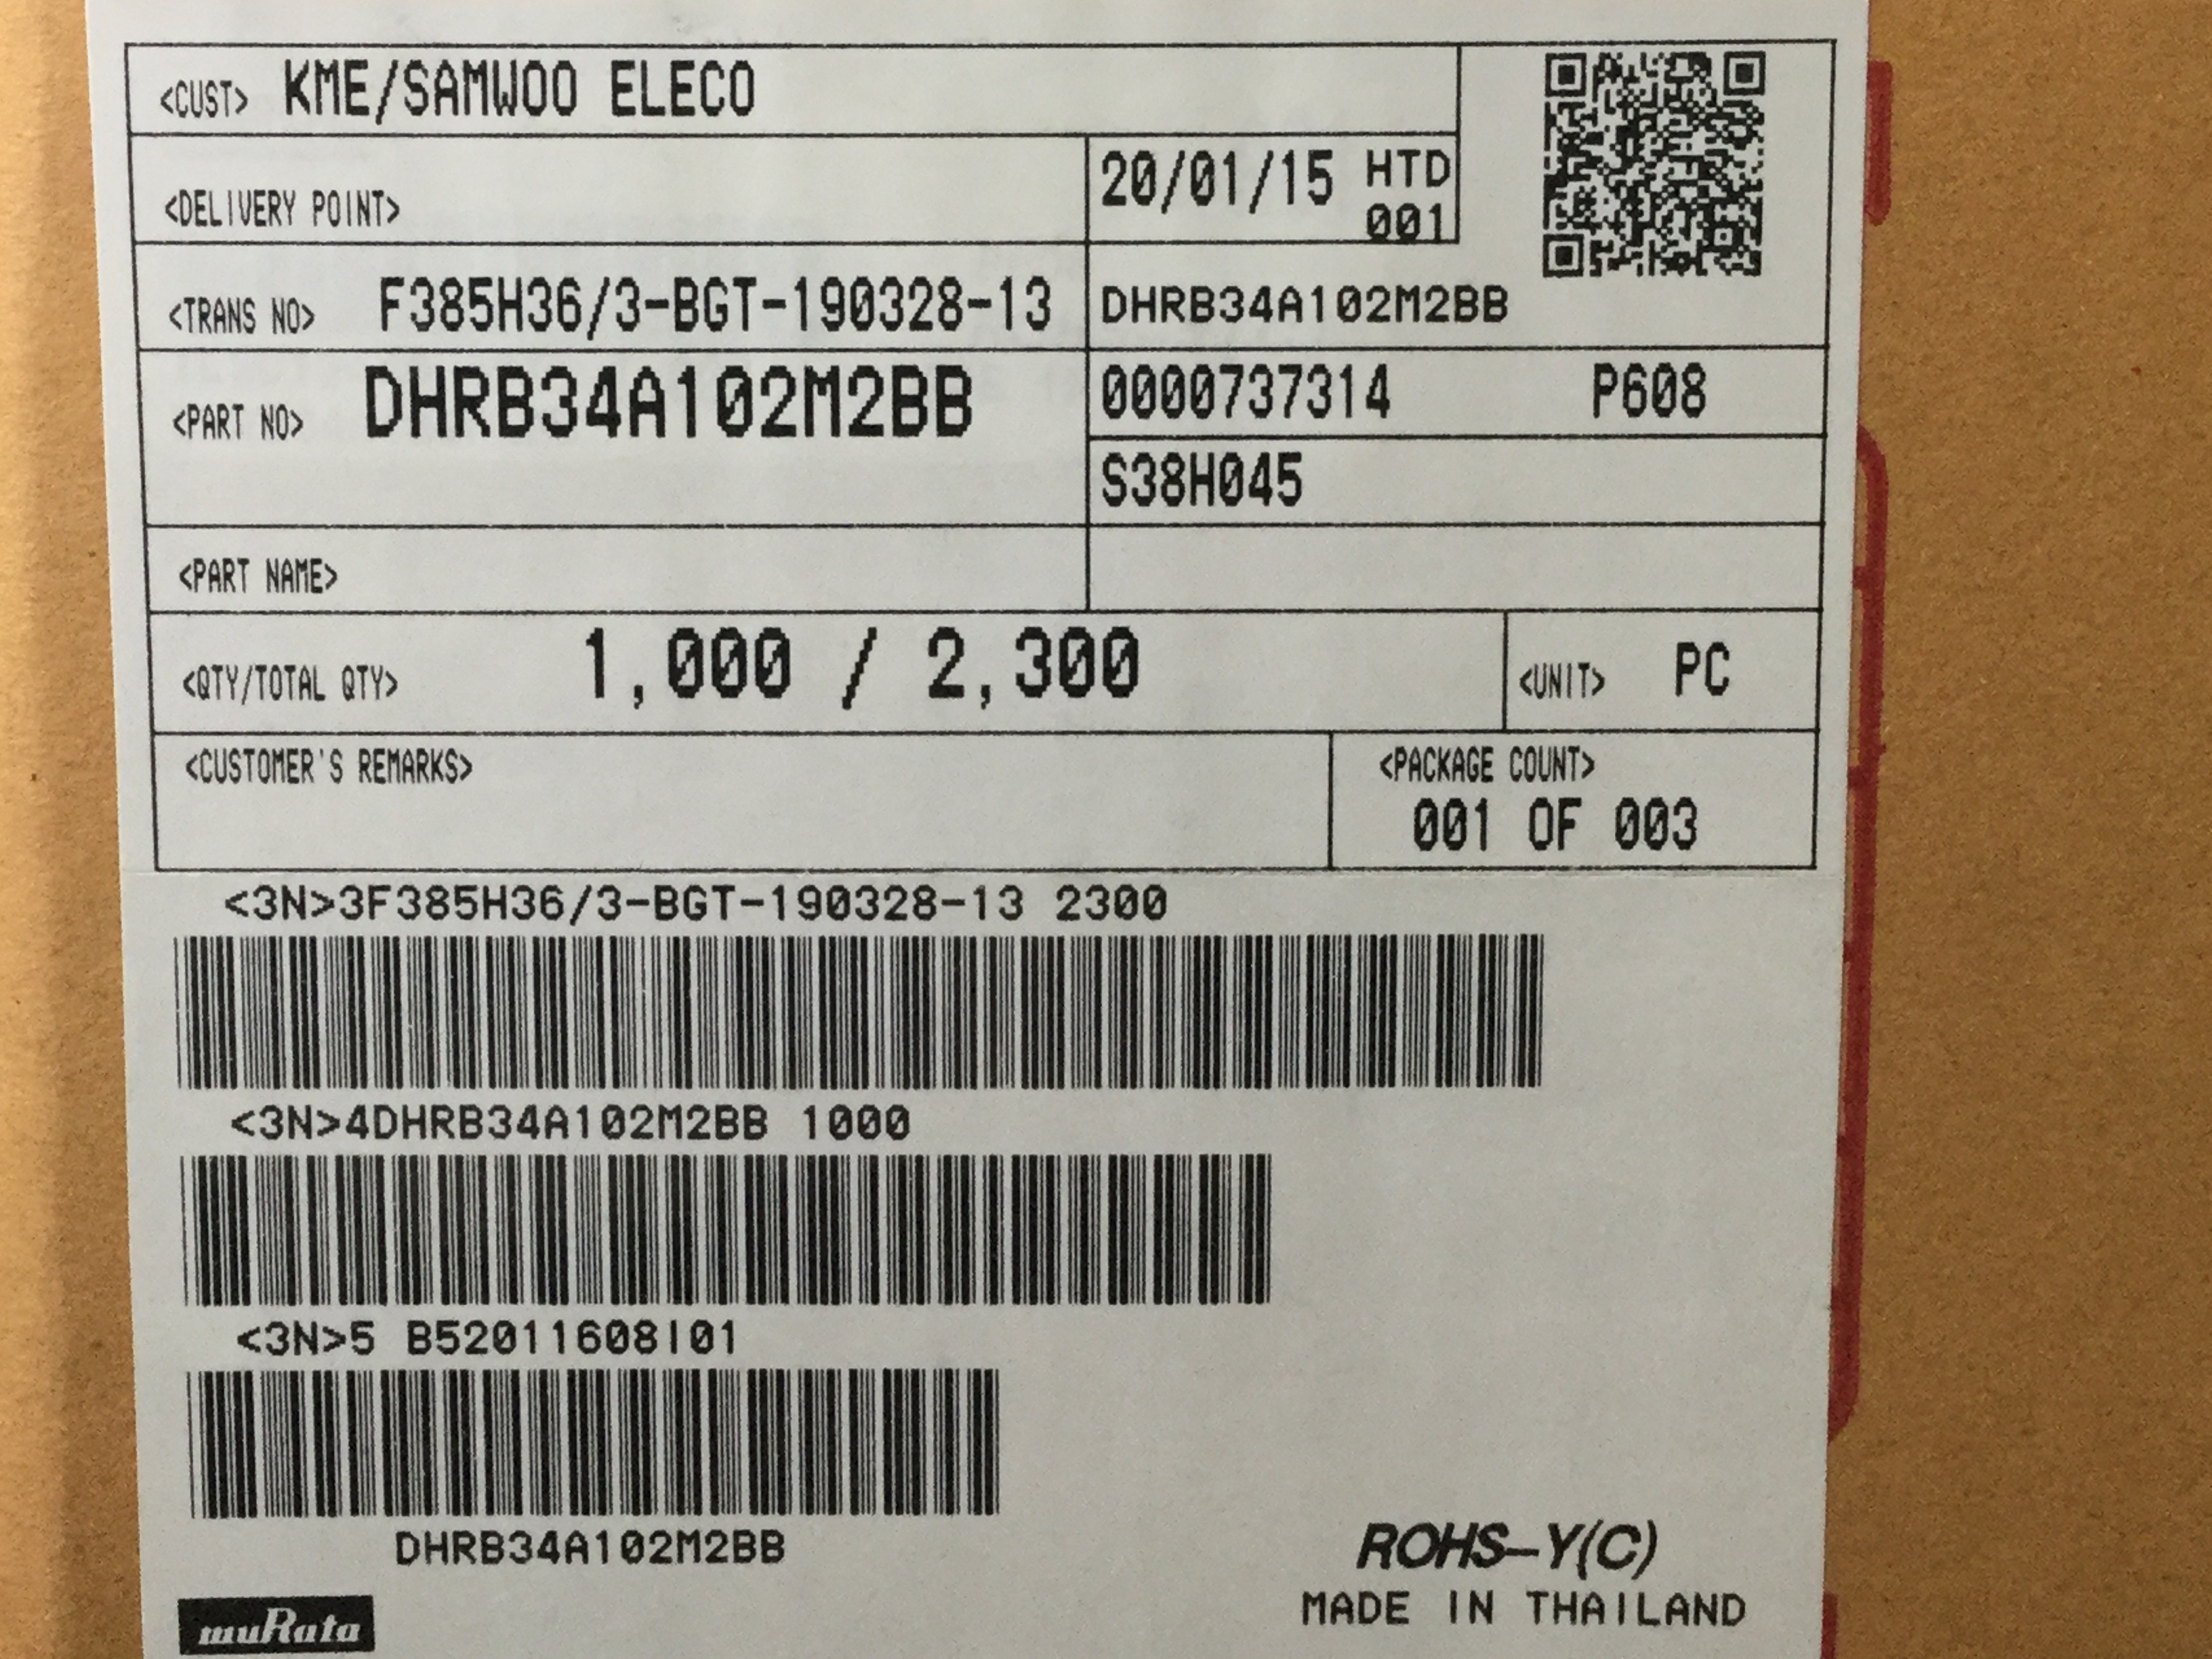 <CUST> KME/SAMWOO ELECO
<DELIVERY POINT>
20/01/15 HTD
001
<TRANS NO> F385H36/3-BGT-190328-13
DHRB34A102M2BB
<PART NO> DHRB34A102M2BB
0000737314 P608
S38H045
<PART NAME>
<QTY/TOTAL QTY> 1,000 / 2,300
<UNIT> PC
<CUSTOMER'S REMARKS>
<PACKAGE COUNT>
001 OF 003
<3N>3F385H36/3-BGT-190328-13 2300
<3N>4DHRB34A102M2BB 1000
<3N>5 B52011608I01
DHRB34A102M2BB
ROHS-Y(C)
MADE IN THAILAND
muRata